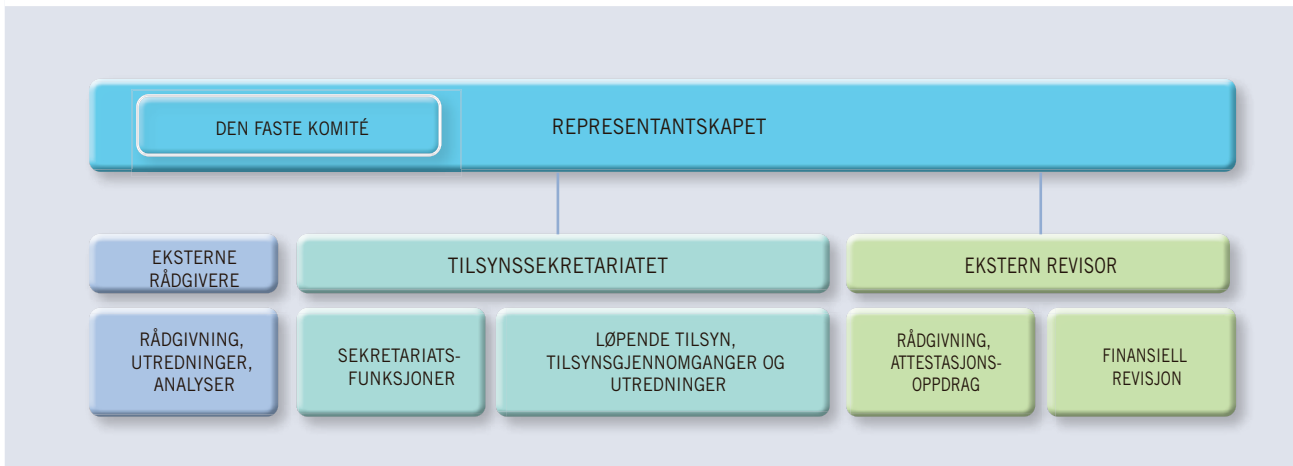 DEN FASTE KOMITÉ
REPRESENTANTSKAPET
EKSTERNE
RÅDGIVERE
TILSYNSSEKRETARIATET
EKSTERN REVISOR
RÅDGIVNING,
UTREDNINGER,
ANALYSER
SEKRETARIATS-
FUNKSJONER
LØPENDE TILSYN,
TILSYNSGJENNOMGANGER OG
UTREDNINGER
RÅDGIVNING,
ATTESTASJONS-
OPPDRAG
FINANSIELL
REVISJON